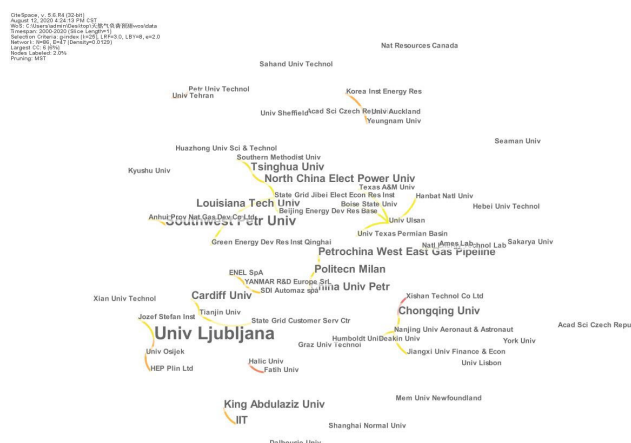 CiteSpace, v. 5.6.R4 (32-bit)
August 12, 2020 4:24:13 PM CST
WoS: C:\Users\admin\Desktop\天然气负荷预测\wos\data
Timespan: 2000-2020 (Slice Length=1)
Selection Criteria: g-index (k=25), LRF=3.0, LBY=8, e=2.0
Network: N=86, E=47 (Density=0.0129)
Largest CC: 6 (6%)
Nodes Labeled: 2.0%
Pruning: MST
Nat Resources Canada
Sahand Univ Technol
Petr Univ Technol
Korea Inst Energy Res
Univ Tehran
Univ Sheffield
Acad Sci Czech Republ
Univ Auckland
Yeungnam Univ
Seaman Univ
Huazhong Univ Sci & Technol
Southern Methodist Univ
Tsinghua Univ
Kyushu Univ
North China Elect Power Univ
Texas A&M Univ
State Grid Jibei Elect Econ Res Inst
Hanbat Natl Univ
Louisiana Tech Univ
Boise State Univ
Hebei Univ Technol
Beijing Energy Dev Res Base
Anhui Prov Nat Gas Dev Co Ltd
Southwest Petr Univ
Univ Ulsan
Univ Texas Permian Basin
Green Energy Dev Res Inst Qinghai
Ames Lab
Sakarya Univ
Petrochina West East Gas Pipeline
ENEL SpA
Politecn Milan
YANMAR R&D Europe SrL
SDI Automaz spa
China Univ Petr
Cardiff Univ
Xian Univ Technol
Xishan Technol Co Ltd
Chongqing Univ
Jozef Stefan Inst
Tianjin Univ
State Grid Customer Serv Ctr
Acad Sci Czech Repu
Univ Ljubljana
Nanjing Univ Aeronaut & Astronaut
Humboldt Uni
Deakin Univ
York Univ
Graz Univ Technol
Univ Osijek
Jiangxi Univ Finance & Econ
Halic Univ
Univ Lisbon
HEP Plin Ltd
Fatih Univ
Mem Univ Newfoundland
King Abdulaziz Univ
IIT
Shanghai Normal Univ
Dalhousie Univ